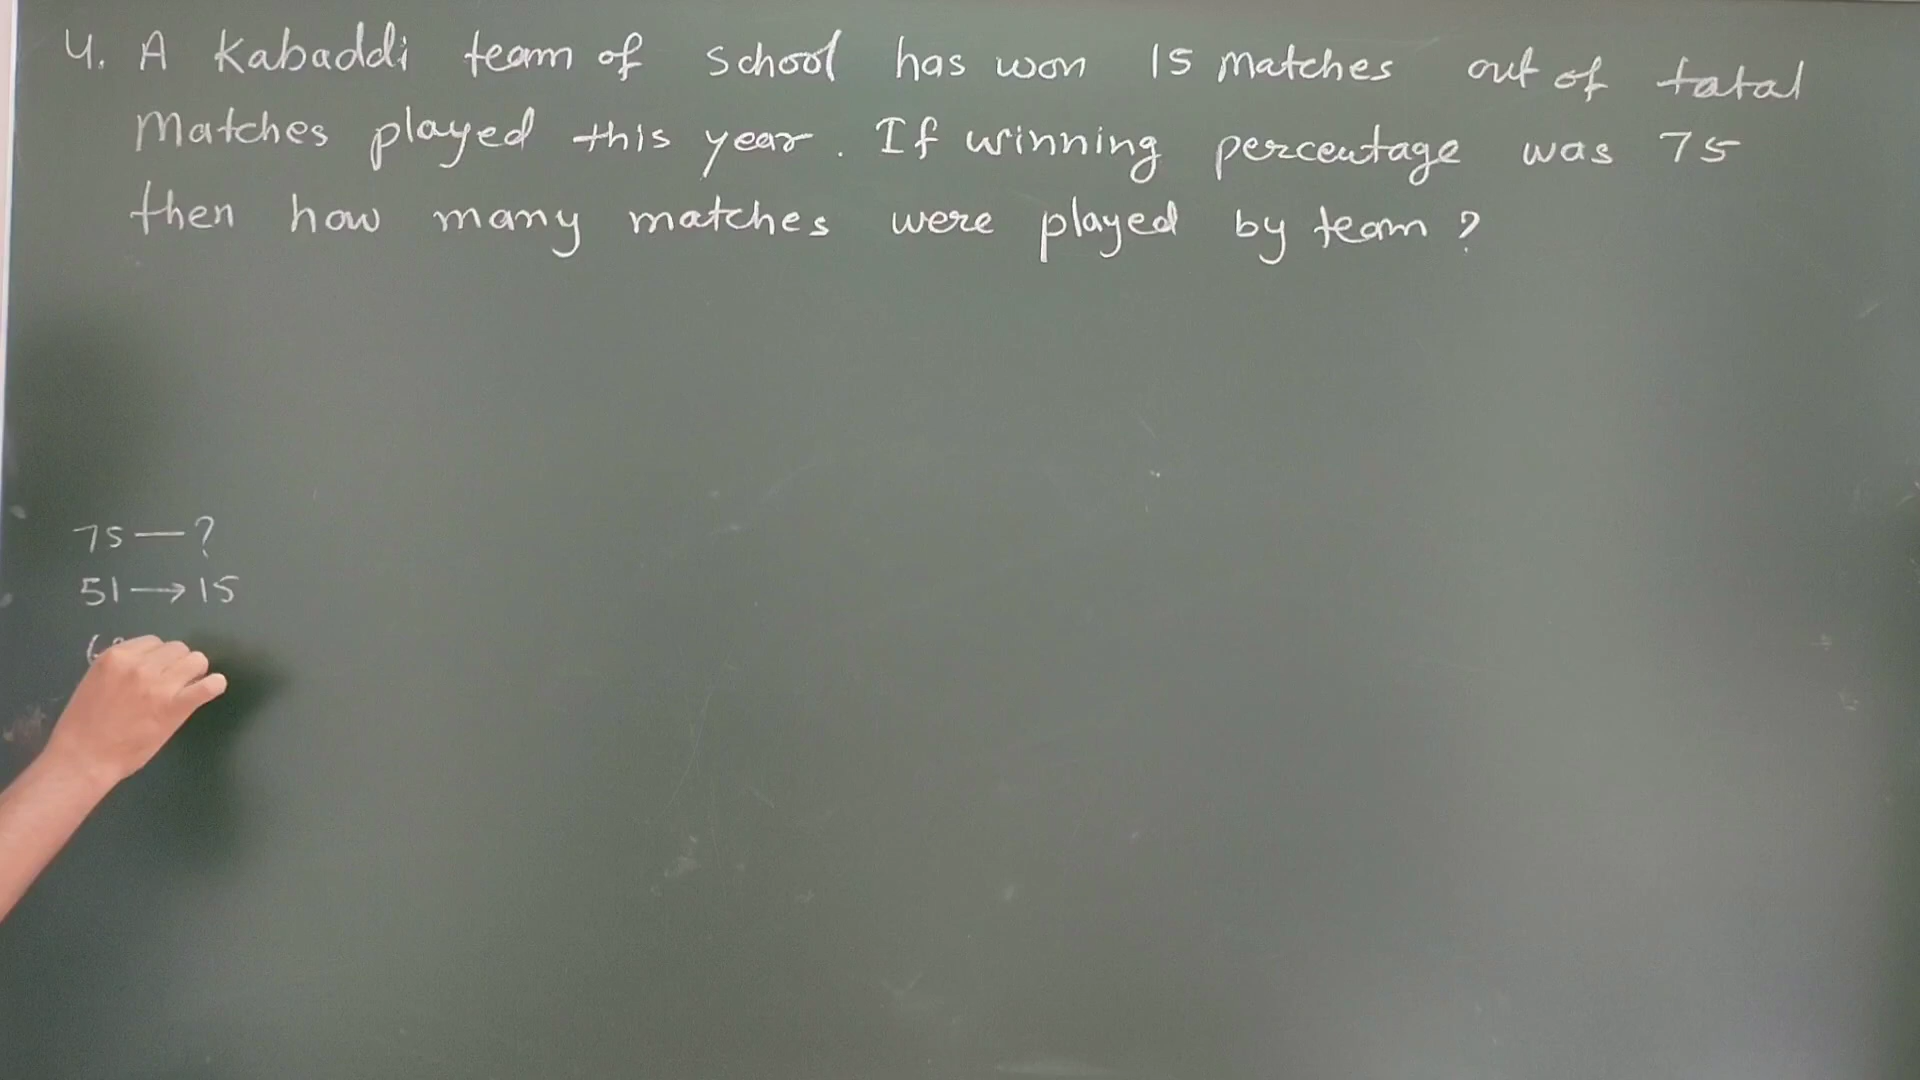 4. A Kabaddi team of school has won 15 matches out of tatal
Matches played this year. If winning percentage was 75
then how many matches were played by team?
75 — ?
51 → 15